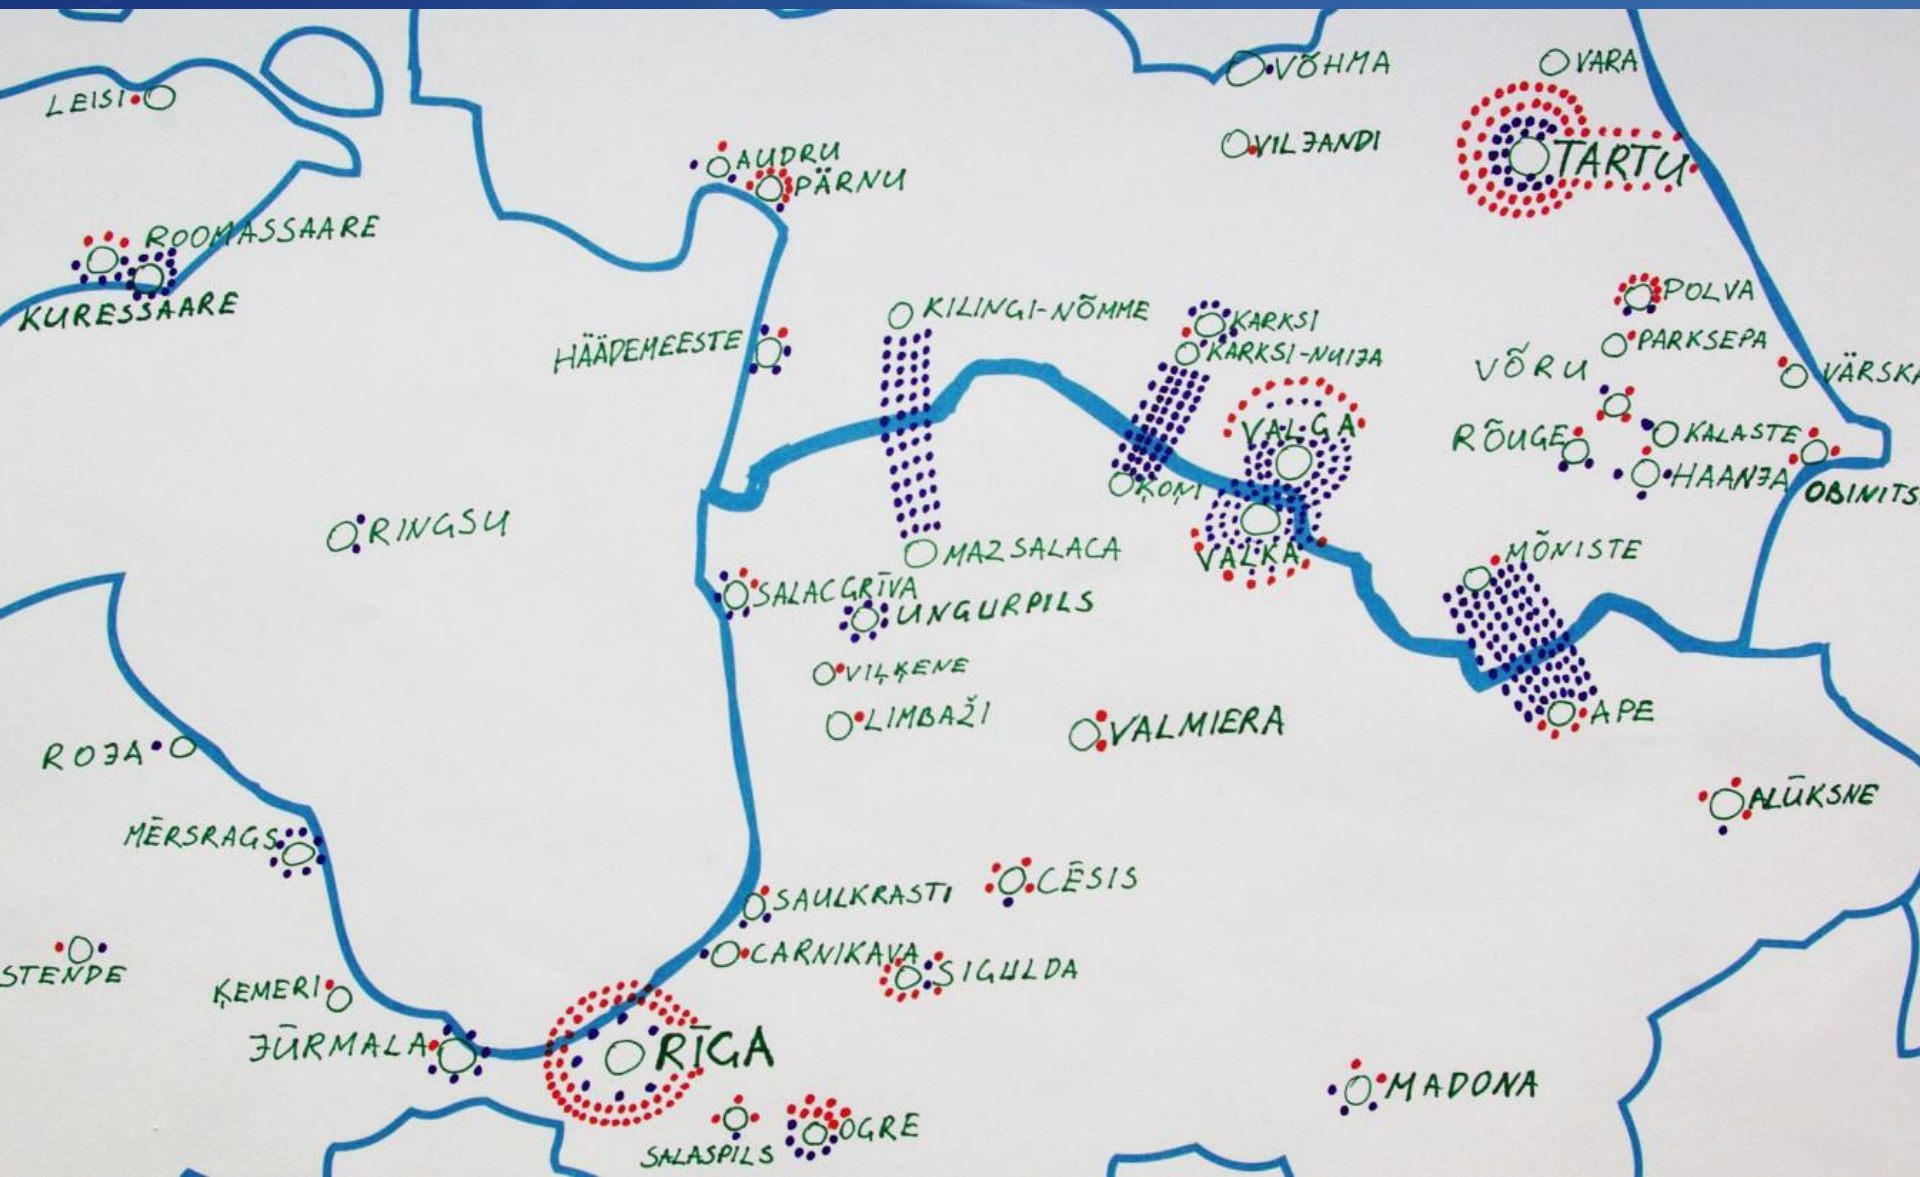 VÕHMA
VARA
LEISI
VILJANDI
TARTU
AUDRU
PÄRNU
ROOMASSAARE
KURESSAARE
POLVA
KILINGI-NÕMME
KARKSI
KARKSI-NUIJA
HÄÄDEMEESTE
PARKSEPA
VÕRU
VÄRSKA
VALGA
RÕUGE
KALASTE
HAANJA
OBINITS
ĶOŅI
RINGSU
MAZSALACA
VALKA
MÕNISTE
SALACGRĪVA
UNGURPILS
VIĻĶENE
LIMBAŽI
VALMIERA
APE
ROJA
ALŪKSNE
MĒRSRAGS
SAULKRASTI
CĒSIS
CARNIKAVA
SIGULDA
STENDE
ĶEMERI
JŪRMALA
RĪGA
MADONA
OGRE
SALASPILS